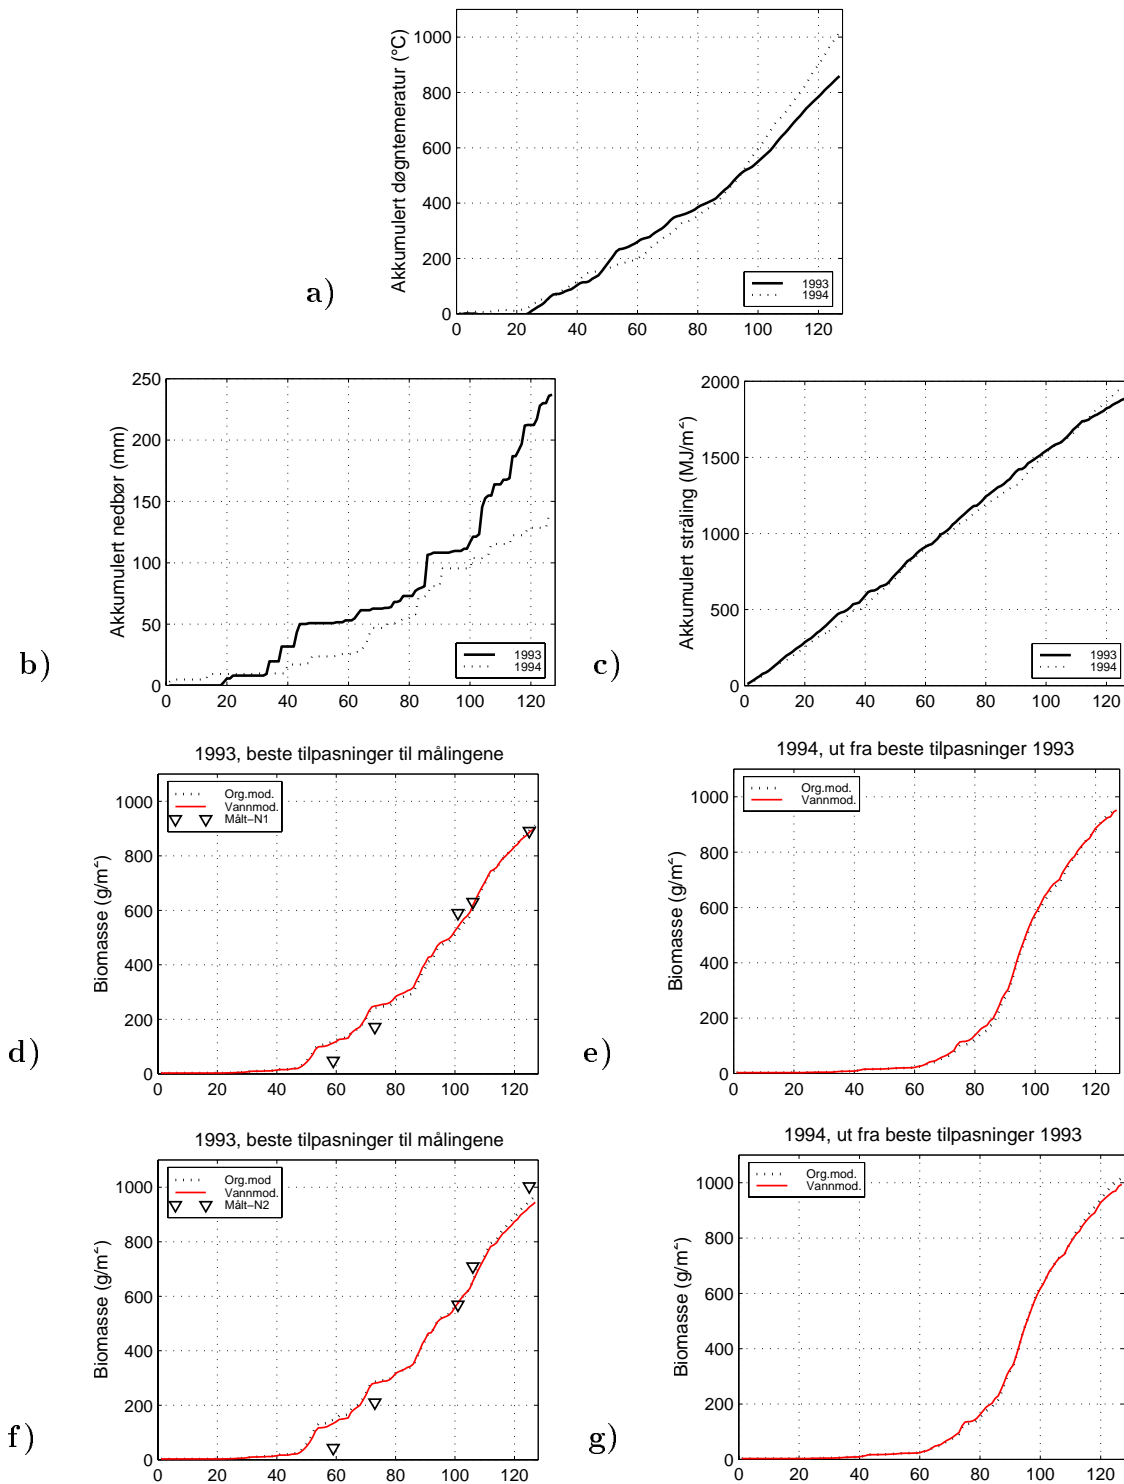 1000
800
600
400
200
0
Akkumulert døgntemeratur (°C)
0 20 40 60 80 100 120
1993
1994
a)
250
200
150
100
50
0
Akkumulert nedbør (mm)
0 20 40 60 80 100 120
1993
1994
b)
2000
1500
1000
500
0
Akkumulert stråling (MJ/m²)
0 20 40 60 80 100 120
1993
1994
c)
1993, beste tilpasninger til målingene
Org.mod.
Vannmod.
Målt−N1
1000
800
600
400
200
0
Biomasse (g/m²)
0 20 40 60 80 100 120
d)
1994, ut fra beste tilpasninger 1993
Org.mod.
Vannmod.
1000
800
600
400
200
0
Biomasse (g/m²)
0 20 40 60 80 100 120
e)
1993, beste tilpasninger til målingene
Org.mod
Vannmod.
Målt−N2
1000
800
600
400
200
0
Biomasse (g/m²)
0 20 40 60 80 100 120
f)
1994, ut fra beste tilpasninger 1993
Org.mod.
Vannmod.
1000
800
600
400
200
0
Biomasse (g/m²)
0 20 40 60 80 100 120
g)